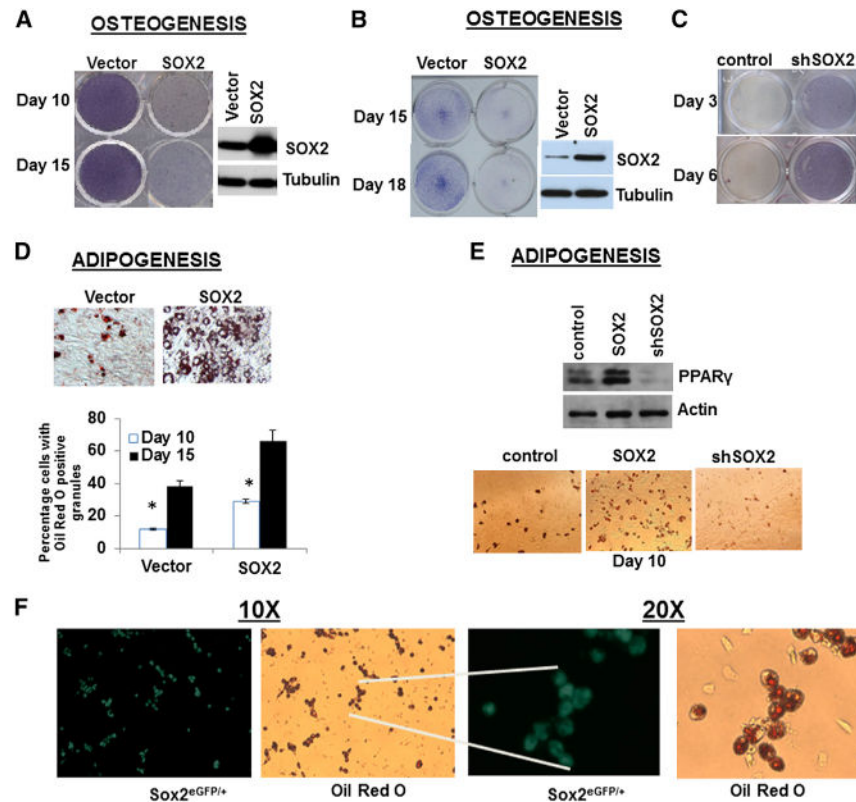 A
OSTEOGENESIS
Vector SOX2
Day 10
Day 15
Vector
SOX2
SOX2
Tubulin
B
OSTEOGENESIS
Vector SOX2
Day 15
Day 18
Vector
SOX2
SOX2
Tubulin
C
control shSOX2
Day 3
Day 6
D
ADIPOGENESIS
Vector SOX2
Percentage cells with
Oil Red O positive
granules
80
60
40
20
0
Day 10
Day 15
* *
Vector SOX2
E ADIPOGENESIS
control
SOX2
shSOX2
PPARγ
Actin
control SOX2 shSOX2
Day 10
F
10X 20X
Sox2eGFP/+ Oil Red O Sox2eGFP/+ Oil Red O